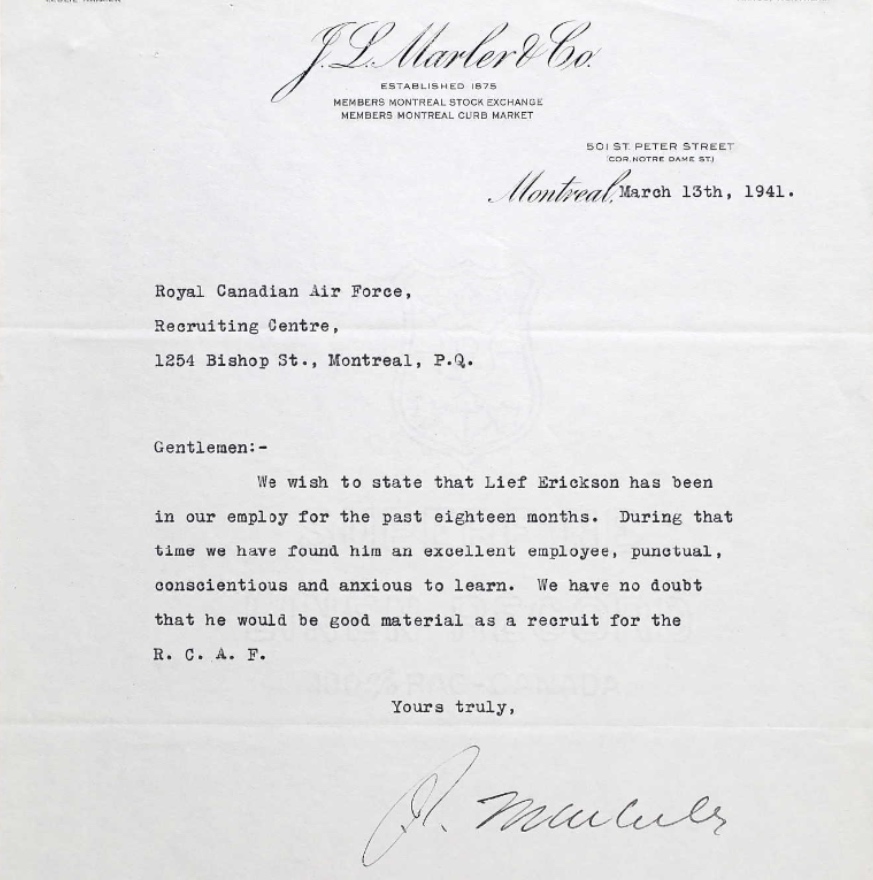 J. L. Marler & Co.
ESTABLISHED 1875
MEMBERS MONTREAL STOCK EXCHANGE
MEMBERS MONTREAL CURB MARKET
501 ST. PETER STREET
(COR. NOTRE DAME ST.)
Montreal, March 13th, 1941.
Royal Canadian Air Force,
Recruiting Centre,
1254 Bishop St., Montreal, P.Q.
Gentlemen:-
We wish to state that Lief Erickson has been
in our employ for the past eighteen months. During that
time we have found him an excellent employee, punctual,
conscientious and anxious to learn. We have no doubt
that he would be good material as a recruit for the
R. C. A. F.
Yours truly,